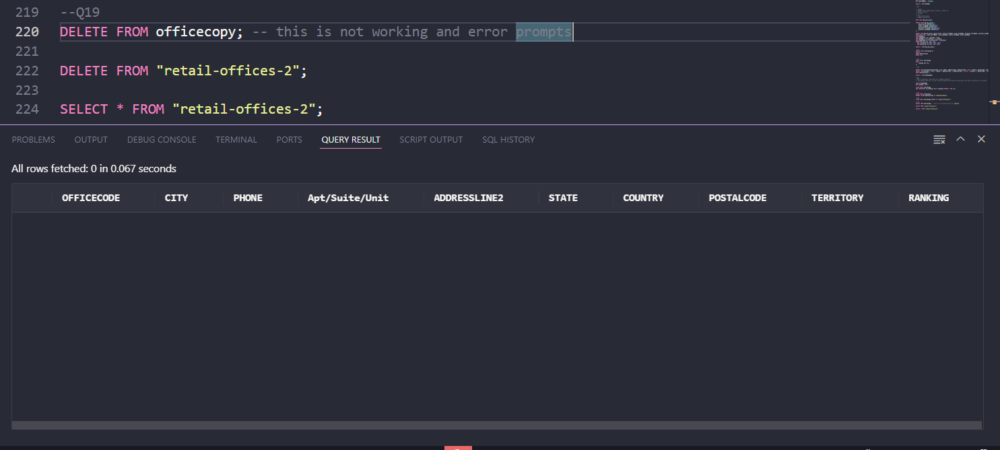 219 --Q19
220 DELETE FROM officecopy; -- this is not working and error prompts
221
222 DELETE FROM "retail-offices-2";
223
224 SELECT * FROM "retail-offices-2";
PROBLEMS OUTPUT DEBUG CONSOLE TERMINAL PORTS QUERY RESULT SCRIPT OUTPUT SQL HISTORY
All rows fetched: 0 in 0.067 seconds
OFFICECODE CITY PHONE Apt/Suite/Unit ADDRESSLINE2 STATE COUNTRY POSTALCODE TERRITORY RANKING